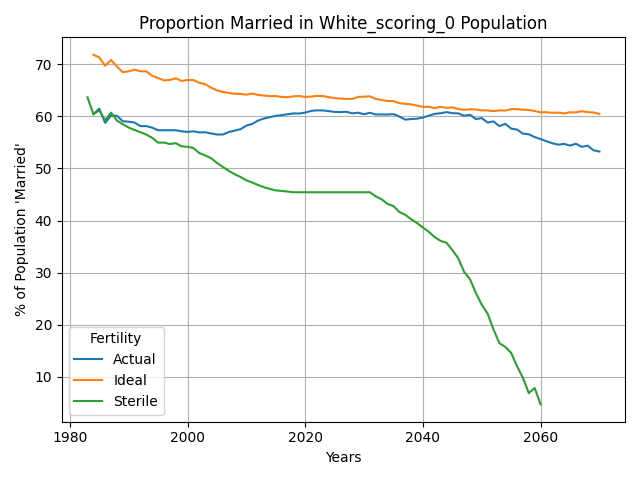 Proportion Married in White_scoring_0 Population
% of Population 'Married'
70
60
50
40
30
20
10
Fertility
Actual
Ideal
Sterile
1980
2000
2020
2040
2060
Years